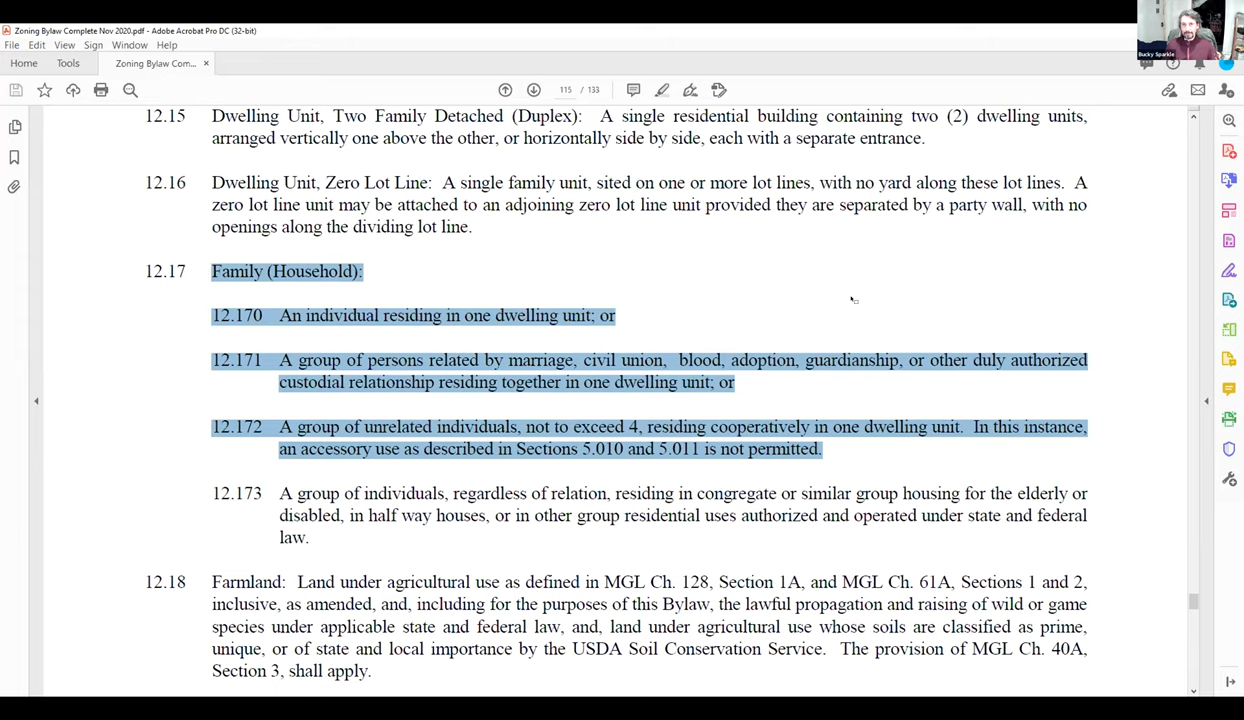 Zoning Bylaw Complete Nov 2020.pdf - Adobe Acrobat Pro DC (32-bit)
File Edit View Sign Window Help
Home Tools Zoning Bylaw Com... ×
115 / 133
Bucky Sparkle
12.15 Dwelling Unit, Two Family Detached (Duplex): A single residential building containing two (2) dwelling units,
arranged vertically one above the other, or horizontally side by side, each with a separate entrance.
12.16 Dwelling Unit, Zero Lot Line: A single family unit, sited on one or more lot lines, with no yard along these lot lines. A
zero lot line unit may be attached to an adjoining zero lot line unit provided they are separated by a party wall, with no
openings along the dividing lot line.
12.17 Family (Household):
12.170 An individual residing in one dwelling unit; or
12.171 A group of persons related by marriage, civil union, blood, adoption, guardianship, or other duly authorized
custodial relationship residing together in one dwelling unit; or
12.172 A group of unrelated individuals, not to exceed 4, residing cooperatively in one dwelling unit. In this instance,
an accessory use as described in Sections 5.010 and 5.011 is not permitted.
12.173 A group of individuals, regardless of relation, residing in congregate or similar group housing for the elderly or
disabled, in half way houses, or in other group residential uses authorized and operated under state and federal
law.
12.18 Farmland: Land under agricultural use as defined in MGL Ch. 128, Section 1A, and MGL Ch. 61A, Sections 1 and 2,
inclusive, as amended, and, including for the purposes of this Bylaw, the lawful propagation and raising of wild or game
species under applicable state and federal law, and, land under agricultural use whose soils are classified as prime,
unique, or of state and local importance by the USDA Soil Conservation Service. The provision of MGL Ch. 40A,
Section 3, shall apply.